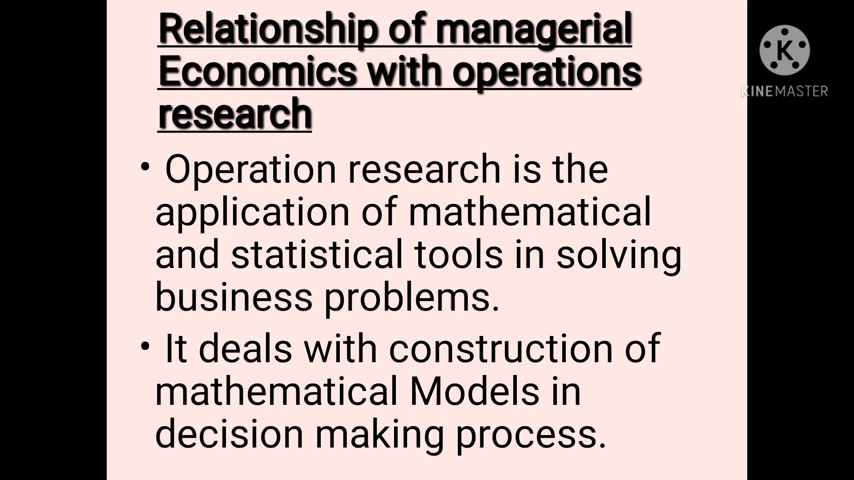 Relationship of managerial
Economics with operations
research
• Operation research is the
application of mathematical
and statistical tools in solving
business problems.
• It deals with construction of
mathematical Models in
decision making process.
K
KINEMASTER